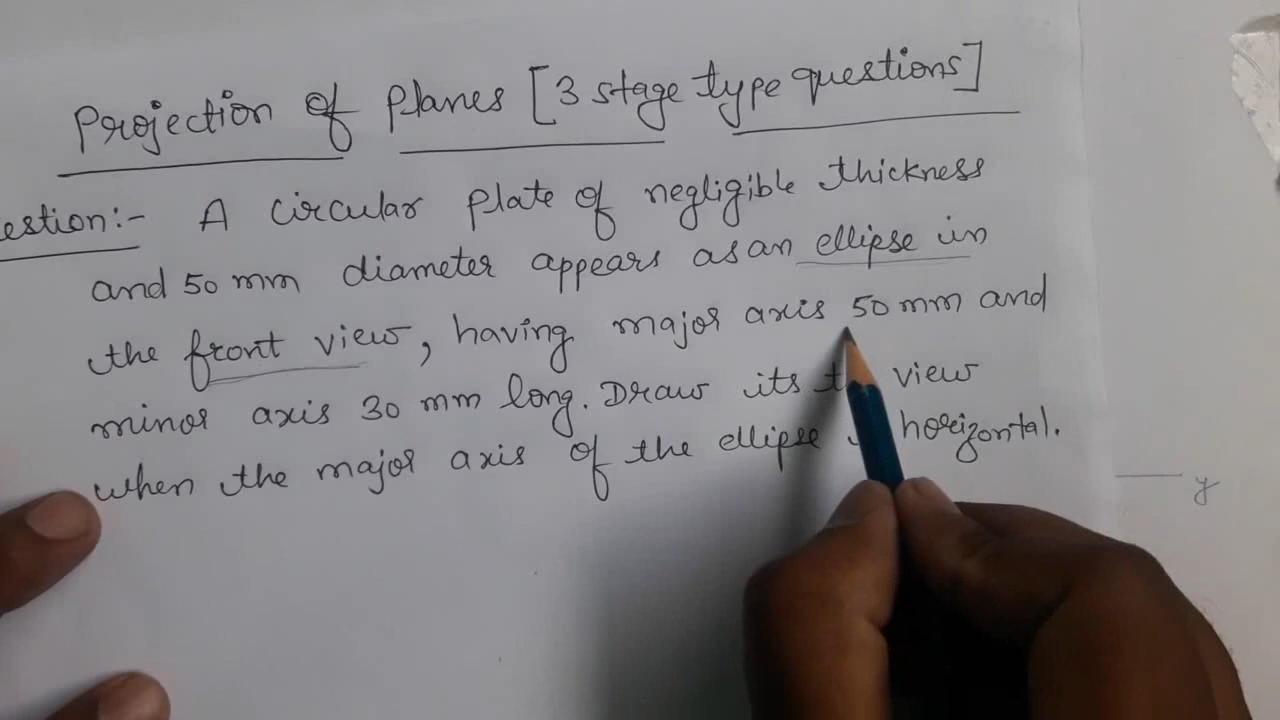 Projection of planes [3 stage type questions]
estion:- A circular plate of negligible thickness
and 50 mm diameter appears as an ellipse in
the front view, having major axis 50 mm and
minor axis 30 mm long. Draw its view
when the major axis of the ellipse horizontal.
y